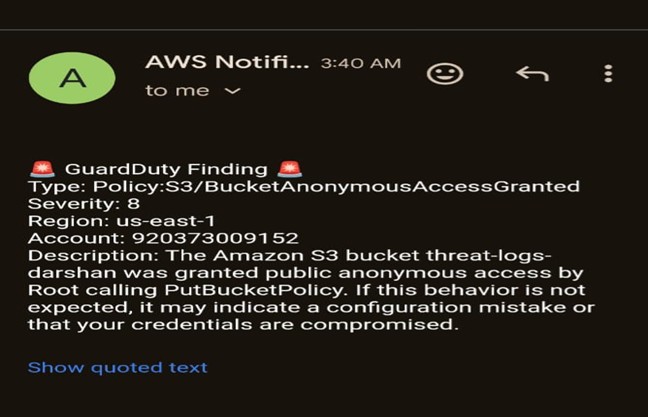 A
AWS Notifi... 3:40 AM
to me
🚨 GuardDuty Finding 🚨
Type: Policy:S3/BucketAnonymousAccessGranted
Severity: 8
Region: us-east-1
Account: 920373009152
Description: The Amazon S3 bucket threat-logs-
darshan was granted public anonymous access by
Root calling PutBucketPolicy. If this behavior is not
expected, it may indicate a configuration mistake or
that your credentials are compromised.
Show quoted text